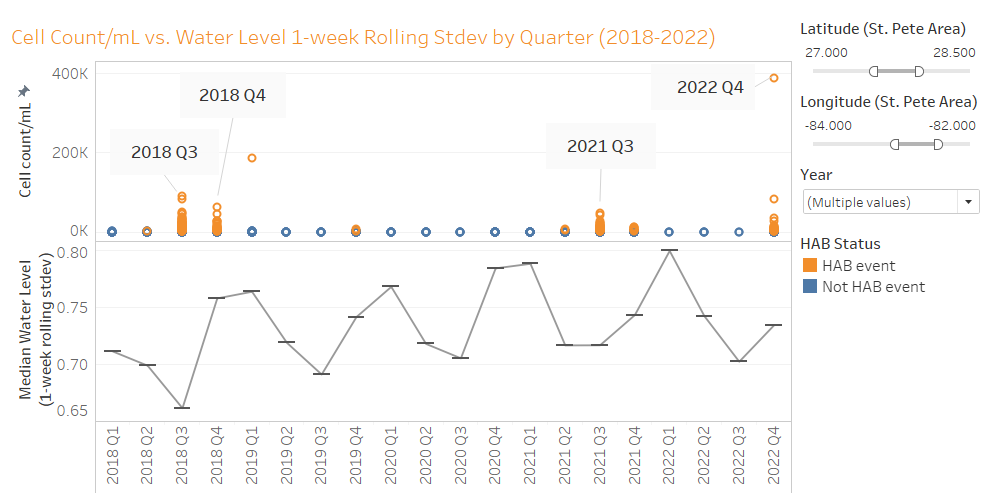 Cell Count/mL vs. Water Level 1-week Rolling Stdev by Quarter (2018-2022)
Cell count/mL
400K
200K
0K
2018 Q3
2018 Q4
2021 Q3
2022 Q4
Median Water Level
(1-week rolling stdev)
0.80
0.75
0.70
0.65
2018 Q1
2018 Q2
2018 Q3
2018 Q4
2019 Q1
2019 Q2
2019 Q3
2019 Q4
2020 Q1
2020 Q2
2020 Q3
2020 Q4
2021 Q1
2021 Q2
2021 Q3
2021 Q4
2022 Q1
2022 Q2
2022 Q3
2022 Q4
Latitude (St. Pete Area)
27.000 28.500
Longitude (St. Pete Area)
-84.000 -82.000
Year
(Multiple values)
HAB Status
HAB event
Not HAB event